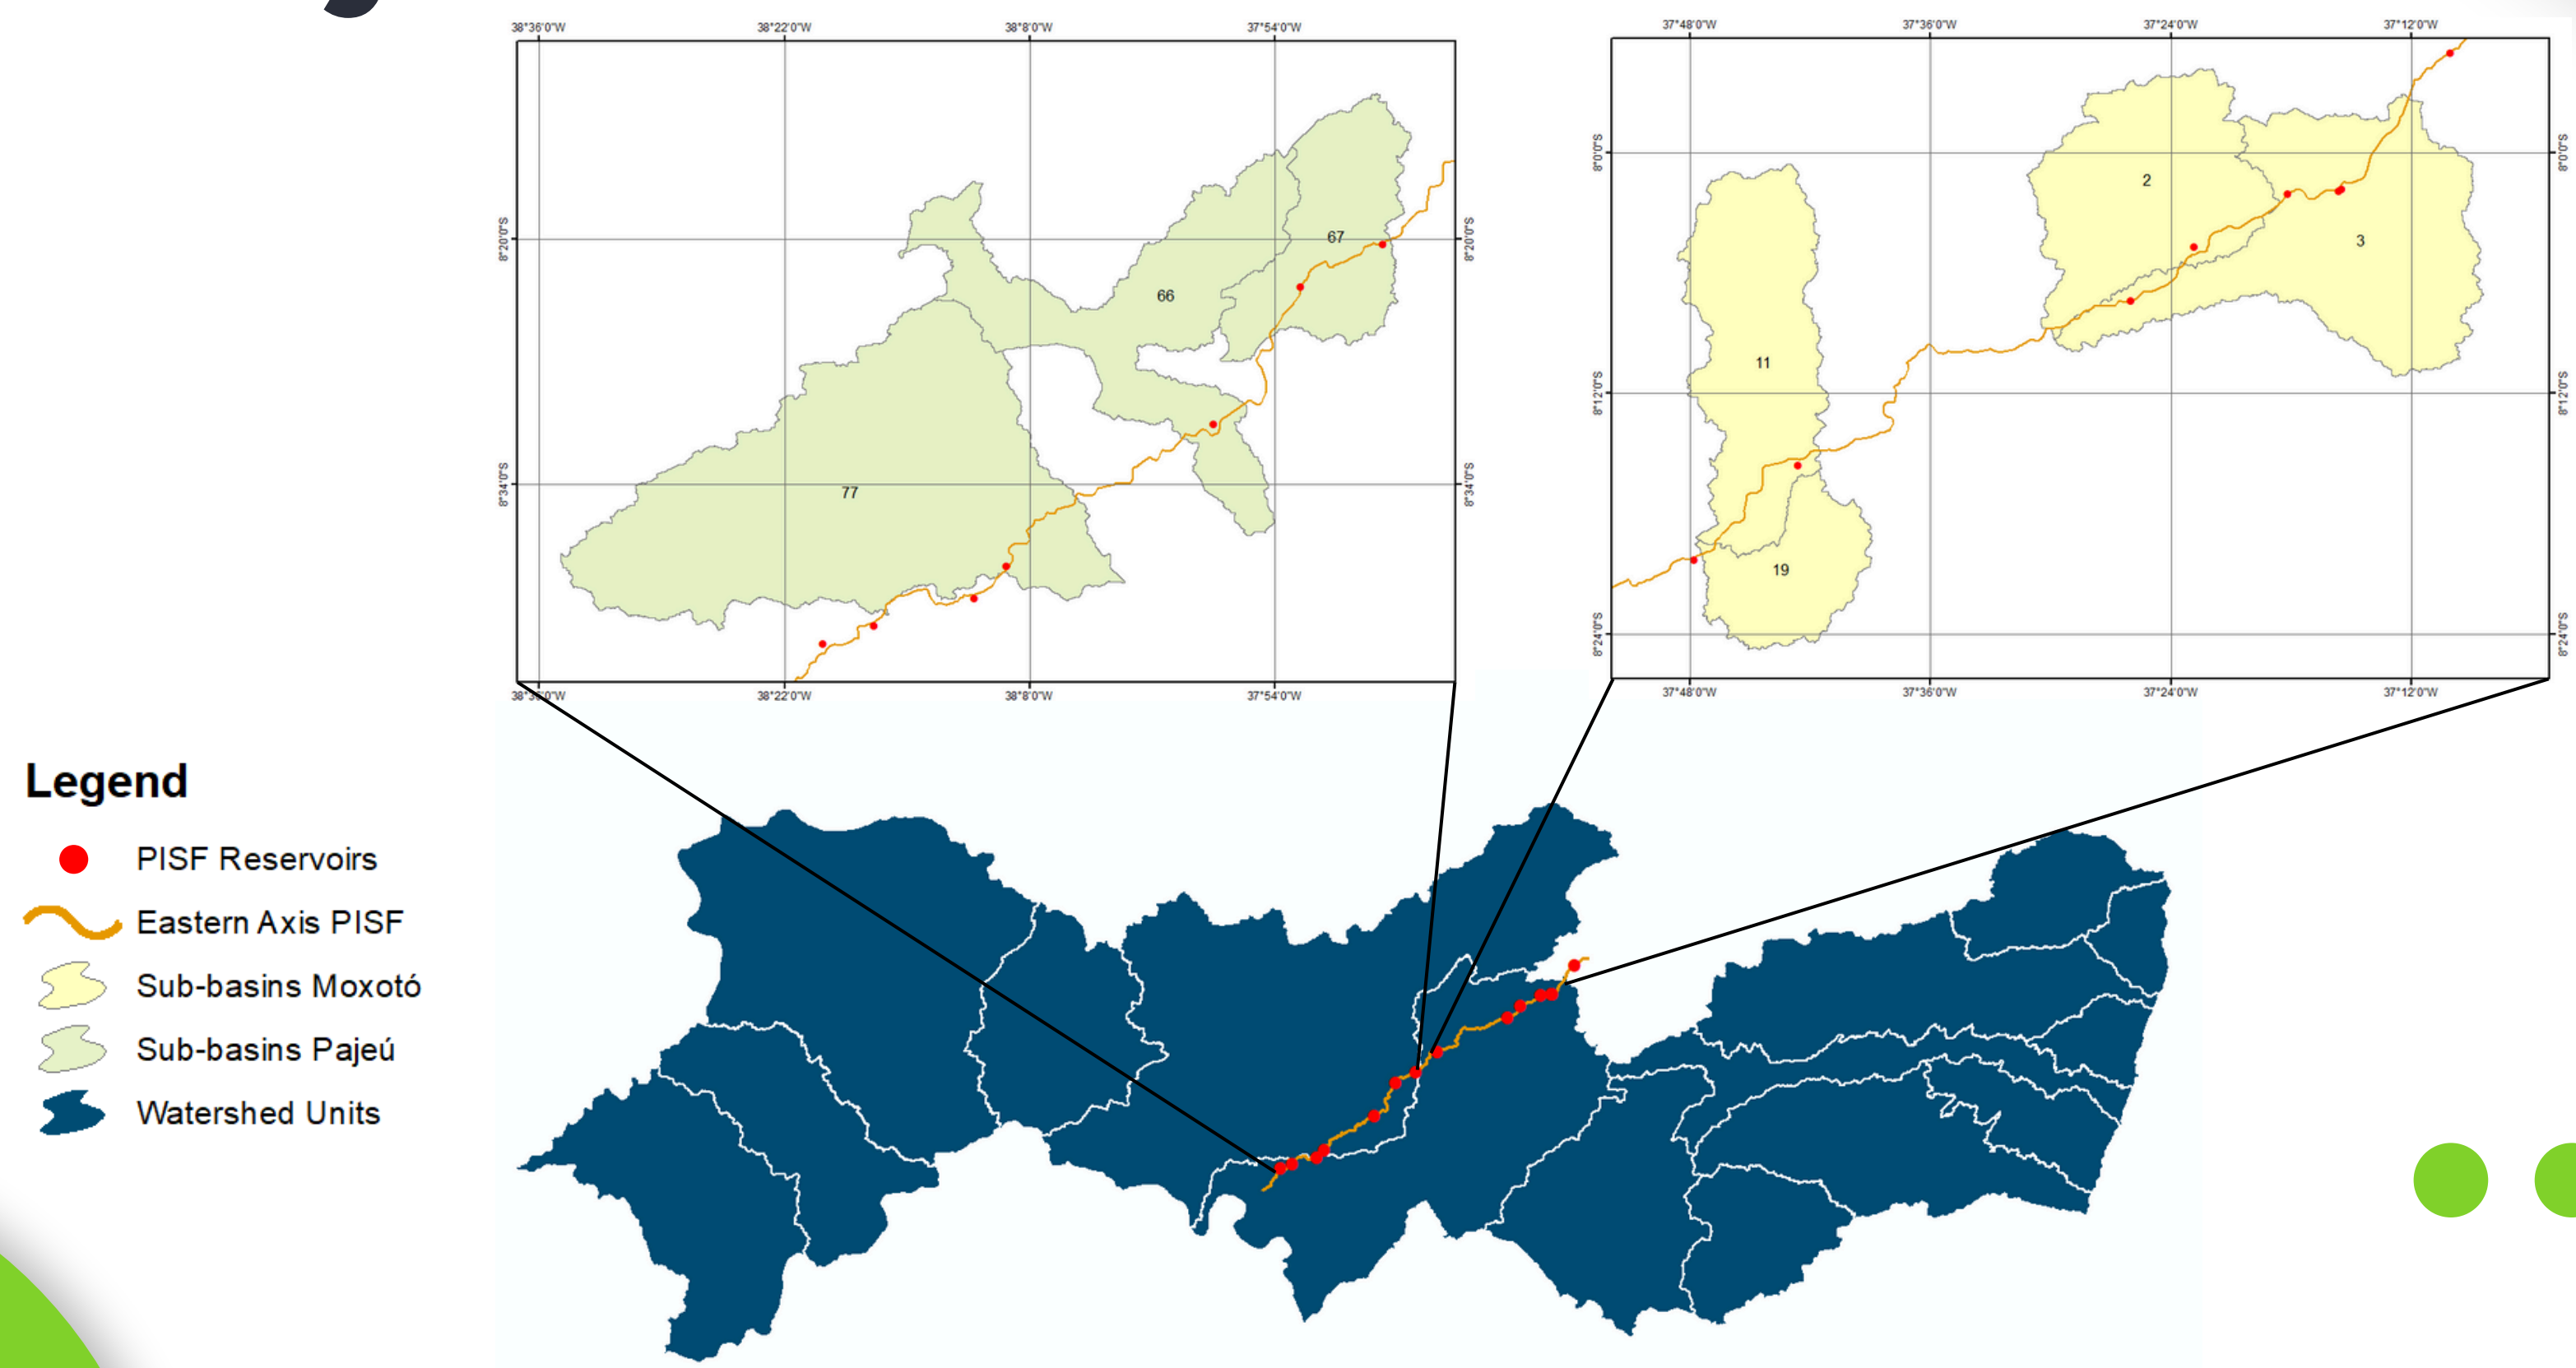 38°36'0"W 38°22'0"W 38°8'0"W 37°54'0"W
37°48'0"W 37°36'0"W 37°24'0"W 37°12'0"W
8°20'0"S 8°20'0"S
8°34'0"S 8°34'0"S
67
66
77
38°22'0"W 38°8'0"W 37°54'0"W
8°0'0"S 8°0'0"S
8°12'0"S 8°12'0"S
8°24'0"S 8°24'0"S
2
3
11
19
37°48'0"W 37°36'0"W 37°24'0"W 37°12'0"W
Legend
PISF Reservoirs
Eastern Axis PISF
Sub-basins Moxotó
Sub-basins Pajeú
Watershed Units